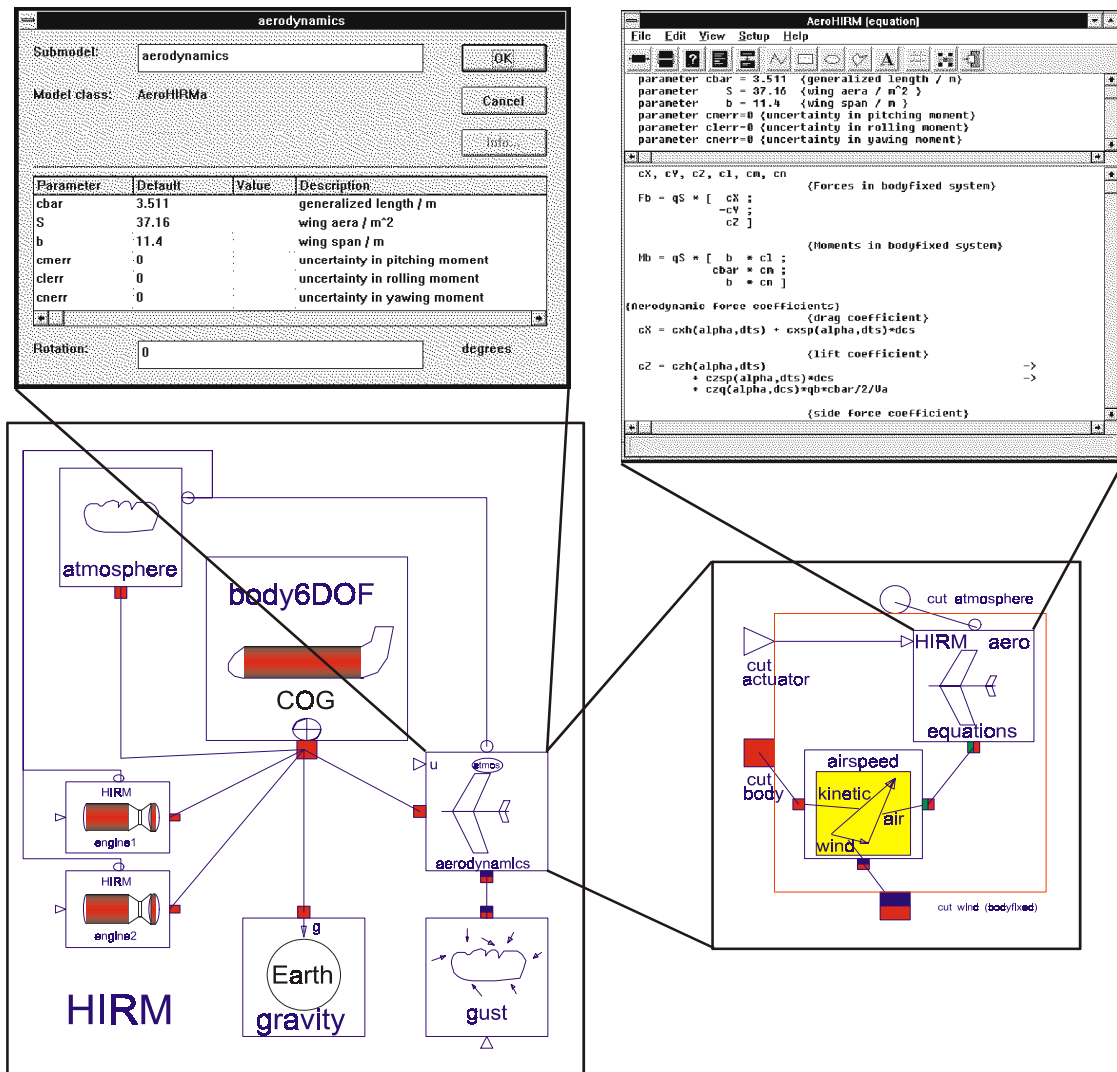 aerodynamics
Submodel: aerodynamics OK
Model class: AeroHIRMa Cancel
Info...
Parameter Default Value Description
cbar 3.511 generalized length / m
S 37.16 wing aera / m^2
b 11.4 wing span / m
cmerr 0 uncertainty in pitching moment
clerr 0 uncertainty in rolling moment
cnerr 0 uncertainty in yawing moment
Rotation: 0 degrees
AeroHIRM (equation)
File Edit View Setup Help
parameter cbar = 3.511 {generalized length / m}
parameter S = 37.16 {wing aera / m^2 }
parameter b = 11.4 {wing span / m }
parameter cmerr=0 {uncertainty in pitching moment}
parameter clerr=0 {uncertainty in rolling moment}
parameter cnerr=0 {uncertainty in yawing moment}
cX, cY, cZ, cl, cm, cn
{Forces in bodyfixed system}
Fb = qS * [ cX ;
-cY ;
cZ ]
{Moments in bodyfixed system}
Mb = qS * [ b * cl ;
cbar * cm ;
b * cn ]
{Aerodynamic force coefficients}
{drag coefficient}
cX = cxh(alpha,dts) + cxsp(alpha,dts)*dcs
{lift coefficient}
cZ = czh(alpha,dts) ->
+ czsp(alpha,dts)*dcs ->
+ czq(alpha,dcs)*qb*cbar/2/Va
{side force coefficient}
atmosphere
body6DOF
COG
u
atmos
aerodynamics
HIRM
engine1
HIRM
engine2
g
Earth
gravity
gust
HIRM
cut atmosphere
cut
actuator
HIRM aero
equations
cut
body
airspeed
kinetic
air
wind
cut wind (bodyfixed)